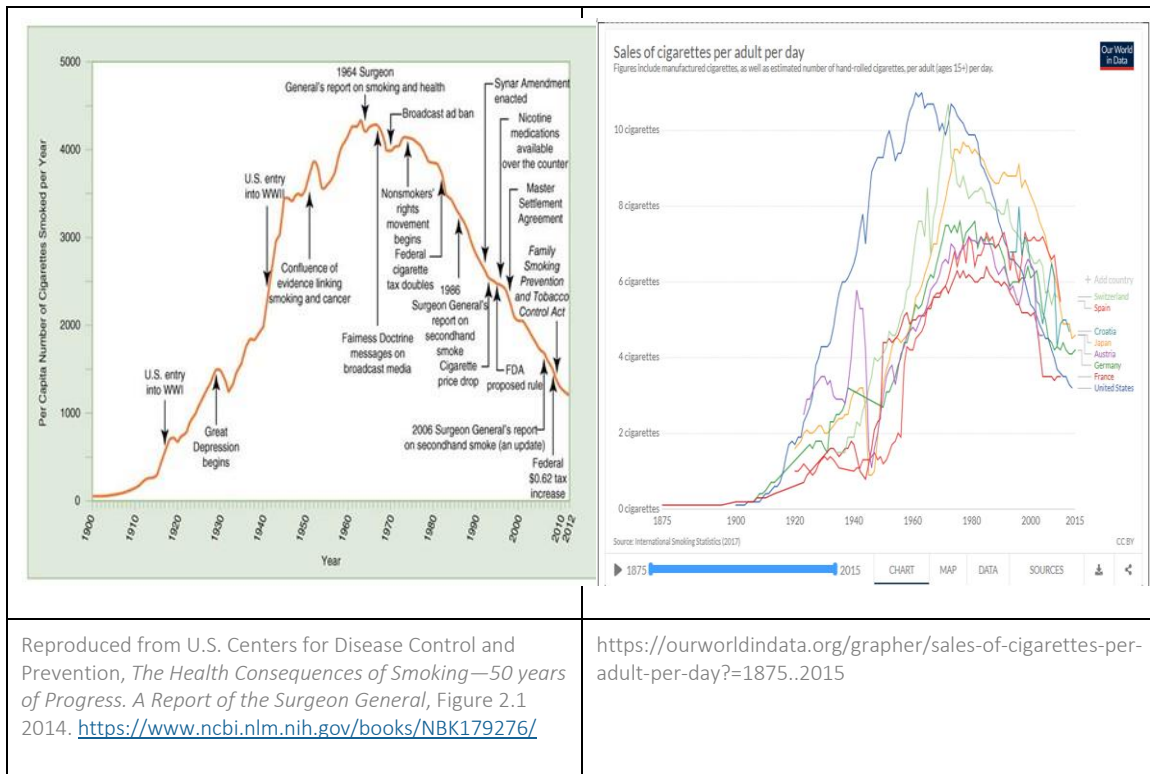 5000
4000
3000
2000
1000
0
Per Capita Number of Cigarettes Smoked per Year
1964 Surgeon
General's report on smoking and health
Broadcast ad ban
Synar Amendment
enacted
Nicotine
medications
available
over the counter
Master
Settlement
Agreement
Family
Smoking
Prevention
and Tobacco
Control Act
U.S. entry
into WWII
Confluence of
evidence linking
smoking and cancer
Nonsmokers'
rights
movement
begins
Federal
cigarette
tax doubles
1986
Surgeon General's
report on
secondhand
smoke
Cigarette
price drop
FDA
proposed rule
Fairness Doctrine
messages on
broadcast media
U.S. entry
into WWI
Great
Depression
begins
2006 Surgeon General's report
on secondhand smoke (an update)
Federal
$0.62 tax
increase
1900
1910
1920
1930
1940
1950
1960
1970
1980
1990
2000
2010
2012
Year
Sales of cigarettes per adult per day
Figures include manufactured cigarettes, as well as estimated number of hand-rolled cigarettes, per adult (ages 15+) per day.
Our World
in Data
10 cigarettes
8 cigarettes
6 cigarettes
4 cigarettes
2 cigarettes
0 cigarettes
+ Add country
Switzerland
Spain
Croatia
Japan
Austria
Germany
France
United States
1875
1900
1920
1940
1960
1980
2000
2015
Source: International Smoking Statistics (2017)
CC BY
1875
2015
CHART
MAP
DATA
SOURCES
Reproduced from U.S. Centers for Disease Control and
Prevention, The Health Consequences of Smoking—50 years
of Progress. A Report of the Surgeon General, Figure 2.1
2014. https://www.ncbi.nlm.nih.gov/books/NBK179276/
https://ourworldindata.org/grapher/sales-of-cigarettes-per-
adult-per-day?=1875..2015